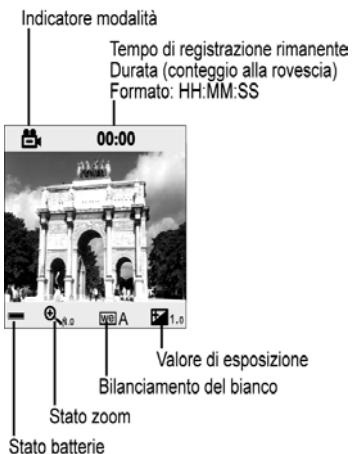 Indicatore modalità
Tempo di registrazione rimanente
Durata (conteggio alla rovescia)
Formato: HH:MM:SS
00:00
WB A
1.0
Valore di esposizione
Bilanciamento del bianco
Stato zoom
Stato batterie